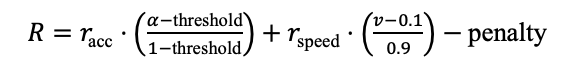 R = r_acc · ((α−threshold)/(1−threshold)) + r_speed · ((v−0.1)/0.9) − penalty